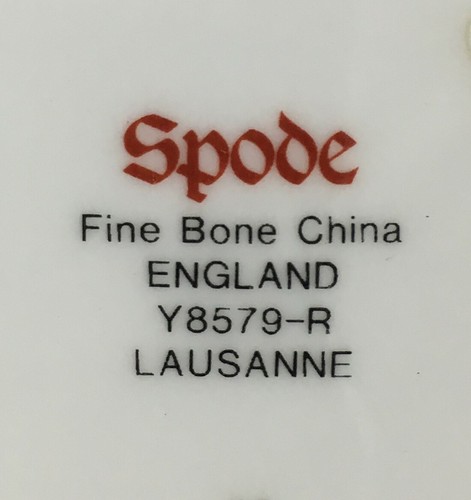 Spode
Fine Bone China
ENGLAND
Y8579-R
LAUSANNE